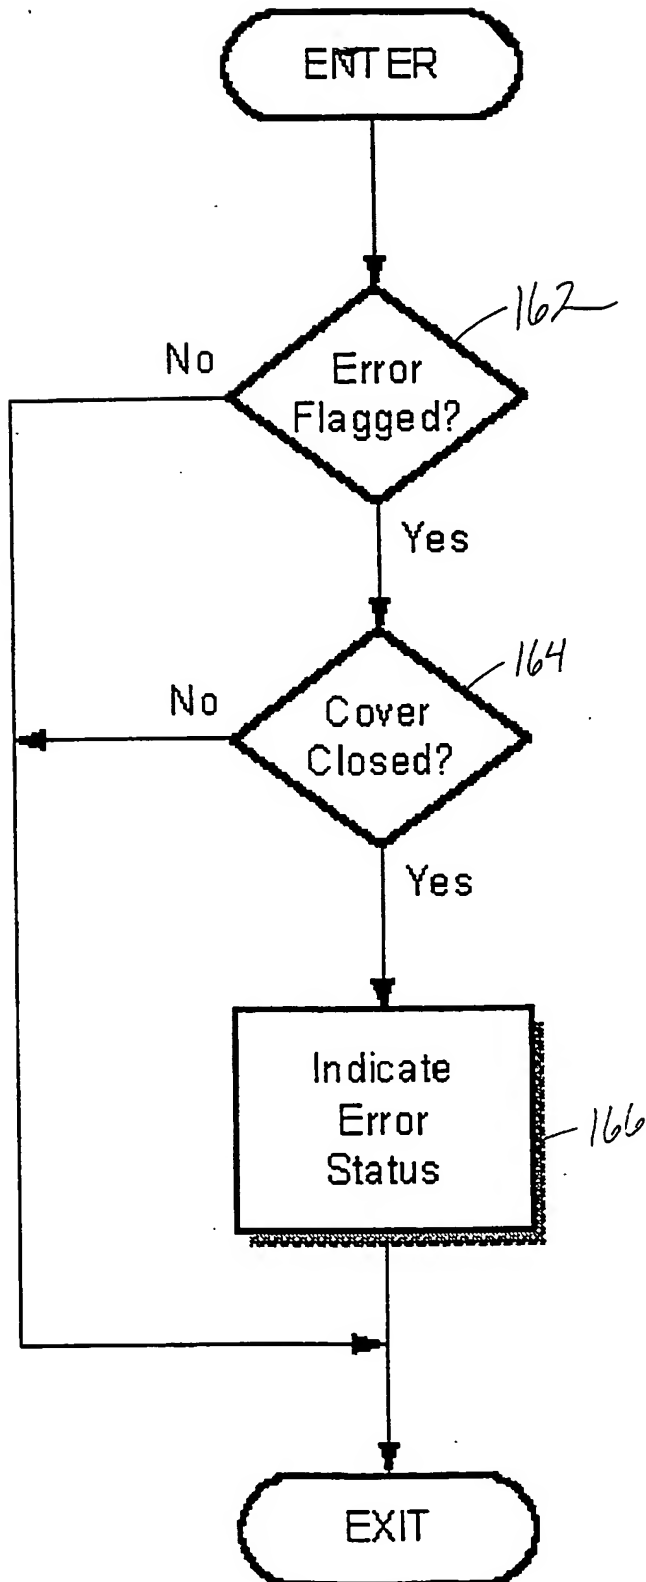 ENTER
162
No
Error
Flagged?
Yes
164
No
Cover
Closed?
Yes
Indicate
Error
Status
166
EXIT